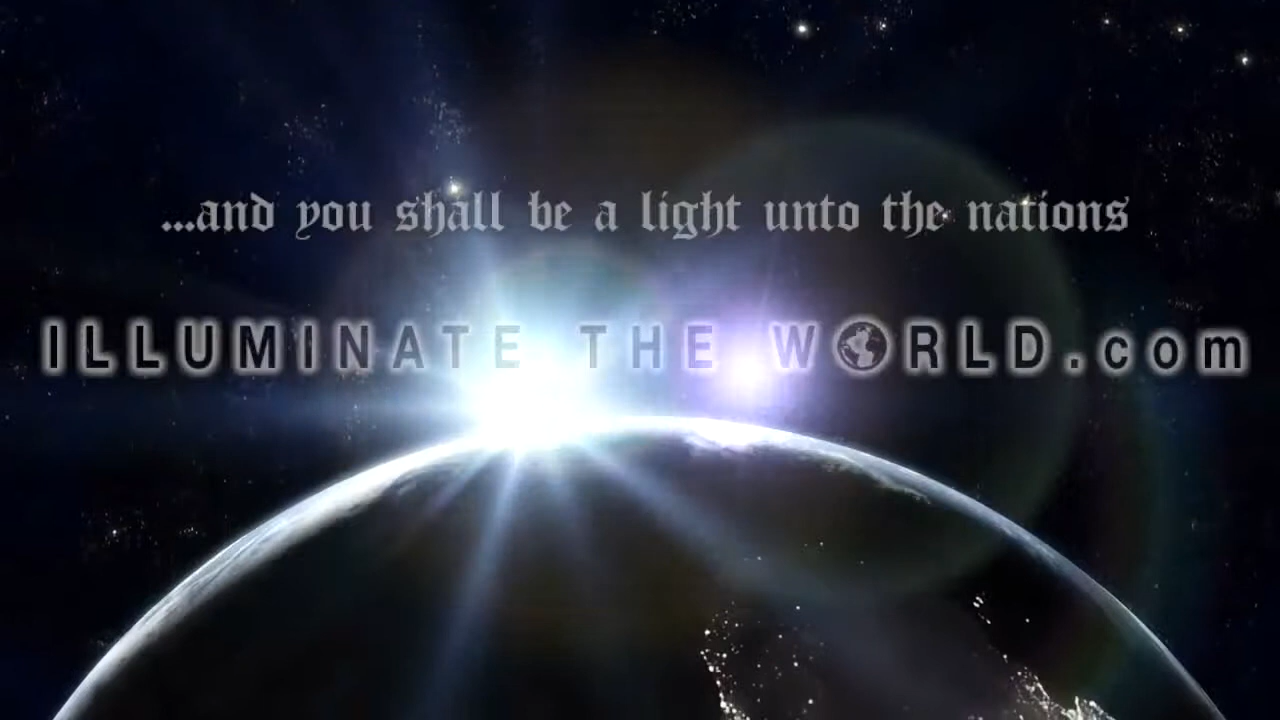 ...and you shall be a light unto the nations
ILLUMINATE THE WORLD.com